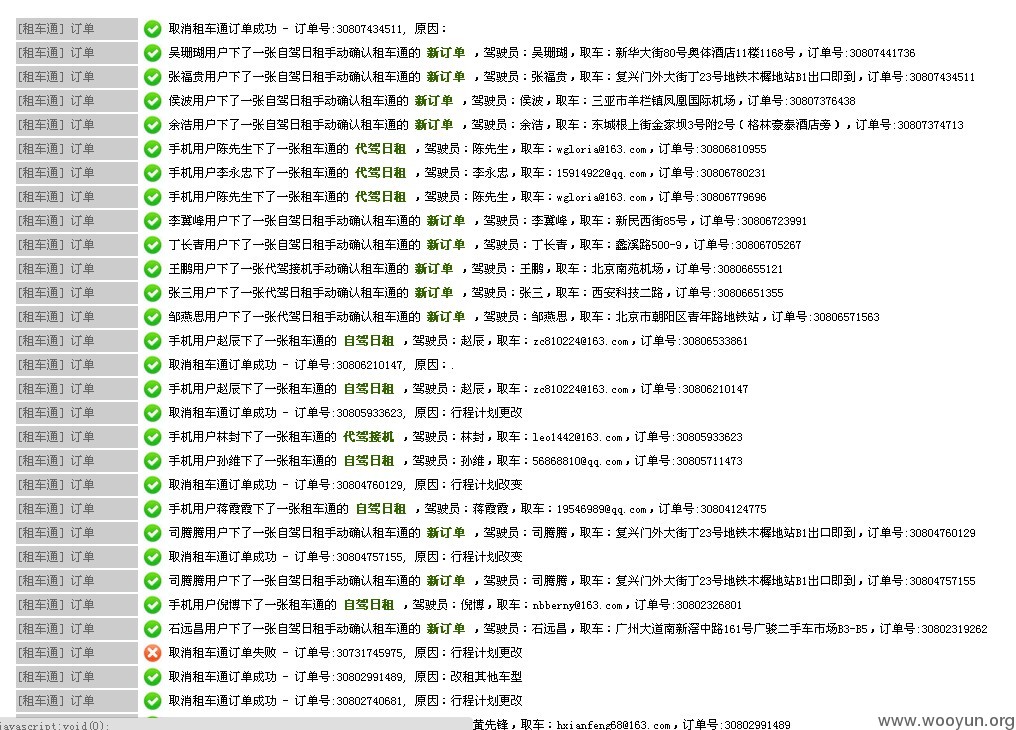 [租车通] 订单 取消租车通订单成功 - 订单号:30807434511, 原因:
[租车通] 订单 吴珊瑚用户下了一张自驾日租手动确认租车通的 新订单 ,驾驶员:吴珊瑚,取车:新华大街80号奥体酒店11楼1168号,订单号:30807441736
[租车通] 订单 张福贵用户下了一张自驾日租手动确认租车通的 新订单 ,驾驶员:张福贵,取车:复兴门外大街丁23号地铁木樨地站B1出口即到,订单号:30807434511
[租车通] 订单 侯波用户下了一张自驾日租手动确认租车通的 新订单 ,驾驶员:侯波,取车:三亚市羊栏镇凤凰国际机场,订单号:30807376438
[租车通] 订单 余浩用户下了一张自驾日租手动确认租车通的 新订单 ,驾驶员:余浩,取车:东城根上街金家坝3号附2号(格林豪泰酒店旁),订单号:30807374713
[租车通] 订单 手机用户陈先生下了一张租车通的 代驾日租 ,驾驶员:陈先生,取车:wgloria@163.com,订单号:30806810955
[租车通] 订单 手机用户李永忠下了一张租车通的 代驾日租 ,驾驶员:李永忠,取车:15914922@qq.com,订单号:30806780231
[租车通] 订单 手机用户陈先生下了一张租车通的 代驾日租 ,驾驶员:陈先生,取车:wgloria@163.com,订单号:30806779696
[租车通] 订单 李冀峰用户下了一张自驾日租手动确认租车通的 新订单 ,驾驶员:李冀峰,取车:新民西街85号,订单号:30806723991
[租车通] 订单 丁长青用户下了一张自驾日租手动确认租车通的 新订单 ,驾驶员:丁长青,取车:蠡溪路500-9,订单号:30806705267
[租车通] 订单 王鹏用户下了一张代驾接机手动确认租车通的 新订单 ,驾驶员:王鹏,取车:北京南苑机场,订单号:30806655121
[租车通] 订单 张三用户下了一张代驾日租手动确认租车通的 新订单 ,驾驶员:张三,取车:西安科技二路,订单号:30806651355
[租车通] 订单 邹燕思用户下了一张代驾日租手动确认租车通的 新订单 ,驾驶员:邹燕思,取车:北京市朝阳区青年路地铁站,订单号:30806571563
[租车通] 订单 手机用户赵辰下了一张租车通的 自驾日租 ,驾驶员:赵辰,取车:zc810224@163.com,订单号:30806533861
[租车通] 订单 取消租车通订单成功 - 订单号:30806210147, 原因:.
[租车通] 订单 手机用户赵辰下了一张租车通的 自驾日租 ,驾驶员:赵辰,取车:zc810224@163.com,订单号:30806210147
[租车通] 订单 取消租车通订单成功 - 订单号:30805933623, 原因:行程计划更改
[租车通] 订单 手机用户林封下了一张租车通的 代驾接机 ,驾驶员:林封,取车:leo1442@163.com,订单号:30805933623
[租车通] 订单 手机用户孙维下了一张租车通的 自驾日租 ,驾驶员:孙维,取车:56868810@qq.com,订单号:30805711473
[租车通] 订单 取消租车通订单成功 - 订单号:30804760129, 原因:行程计划改变
[租车通] 订单 手机用户蒋霞霞下了一张租车通的 自驾日租 ,驾驶员:蒋霞霞,取车:19546989@qq.com,订单号:30804124775
[租车通] 订单 司腾腾用户下了一张自驾日租手动确认租车通的 新订单 ,驾驶员:司腾腾,取车:复兴门外大街丁23号地铁木樨地站B1出口即到,订单号:30804760129
[租车通] 订单 取消租车通订单成功 - 订单号:30804757155, 原因:行程计划改变
[租车通] 订单 司腾腾用户下了一张自驾日租手动确认租车通的 新订单 ,驾驶员:司腾腾,取车:复兴门外大街丁23号地铁木樨地站B1出口即到,订单号:30804757155
[租车通] 订单 手机用户倪博下了一张租车通的 自驾日租 ,驾驶员:倪博,取车:nbberny@163.com,订单号:30802326801
[租车通] 订单 石远昌用户下了一张自驾日租手动确认租车通的 新订单 ,驾驶员:石远昌,取车:广州大道南新滘中路161号广骏二手车市场B3-B5,订单号:30802319262
[租车通] 订单 取消租车通订单失败 - 订单号:30731745975, 原因:行程计划更改
[租车通] 订单 取消租车通订单成功 - 订单号:30802991489, 原因:改租其他车型
[租车通] 订单 取消租车通订单成功 - 订单号:30802740681, 原因:行程计划更改
javascript:void(0); 黄先锋,取车:hxianfeng68@163.com,订单号:30802991489
www.wooyun.org